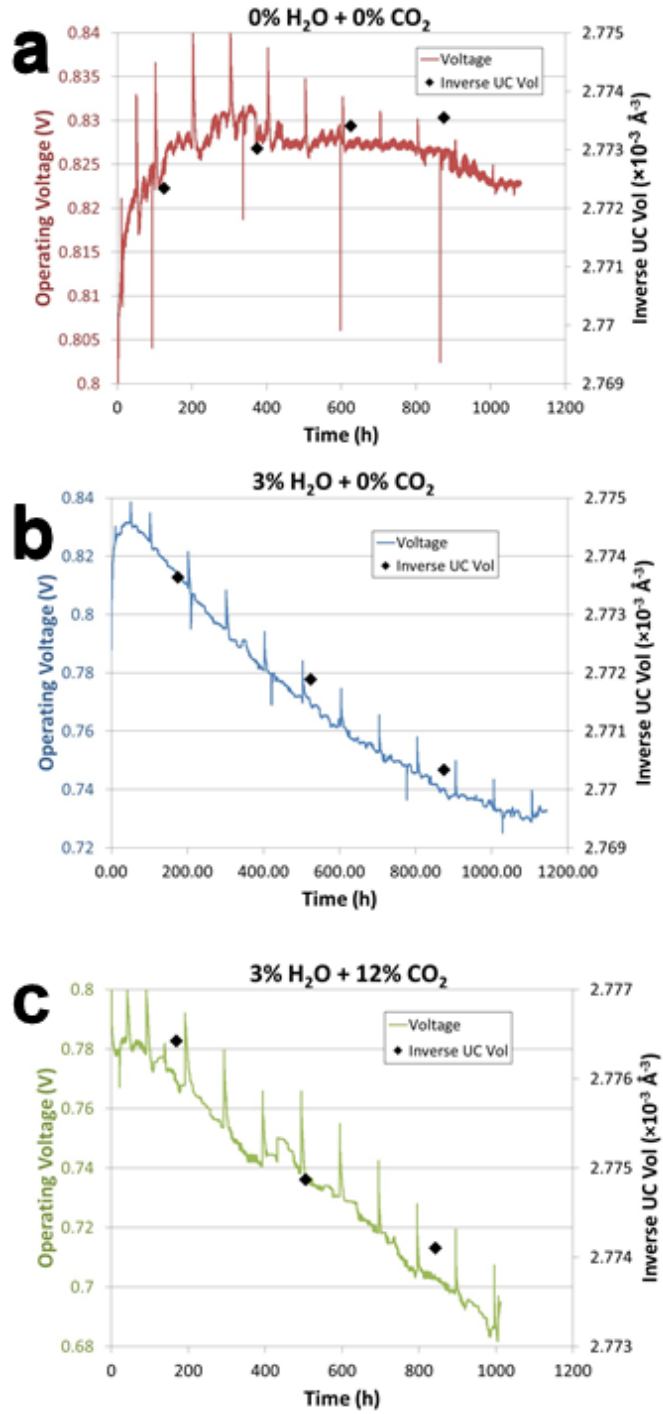 a
0% H₂O + 0% CO₂
Operating Voltage (V)
0.84
0.835
0.83
0.825
0.82
0.815
0.81
0.805
0.8
Voltage
Inverse UC Vol
2.775
2.774
2.773
2.772
2.771
2.77
2.769
Inverse UC Vol (×10⁻³ Å⁻³)
0 200 400 600 800 1000 1200
Time (h)
b
3% H₂O + 0% CO₂
Operating Voltage (V)
0.84
0.82
0.8
0.78
0.76
0.74
0.72
Voltage
Inverse UC Vol
2.775
2.774
2.773
2.772
2.771
2.77
2.769
Inverse UC Vol (×10⁻³ Å⁻³)
0.00 200.00 400.00 600.00 800.00 1000.00 1200.00
Time (h)
c
3% H₂O + 12% CO₂
Operating Voltage (V)
0.8
0.78
0.76
0.74
0.72
0.7
0.68
Voltage
Inverse UC Vol
2.777
2.776
2.775
2.774
2.773
Inverse UC Vol (×10⁻³ Å⁻³)
0 200 400 600 800 1000 1200
Time (h)